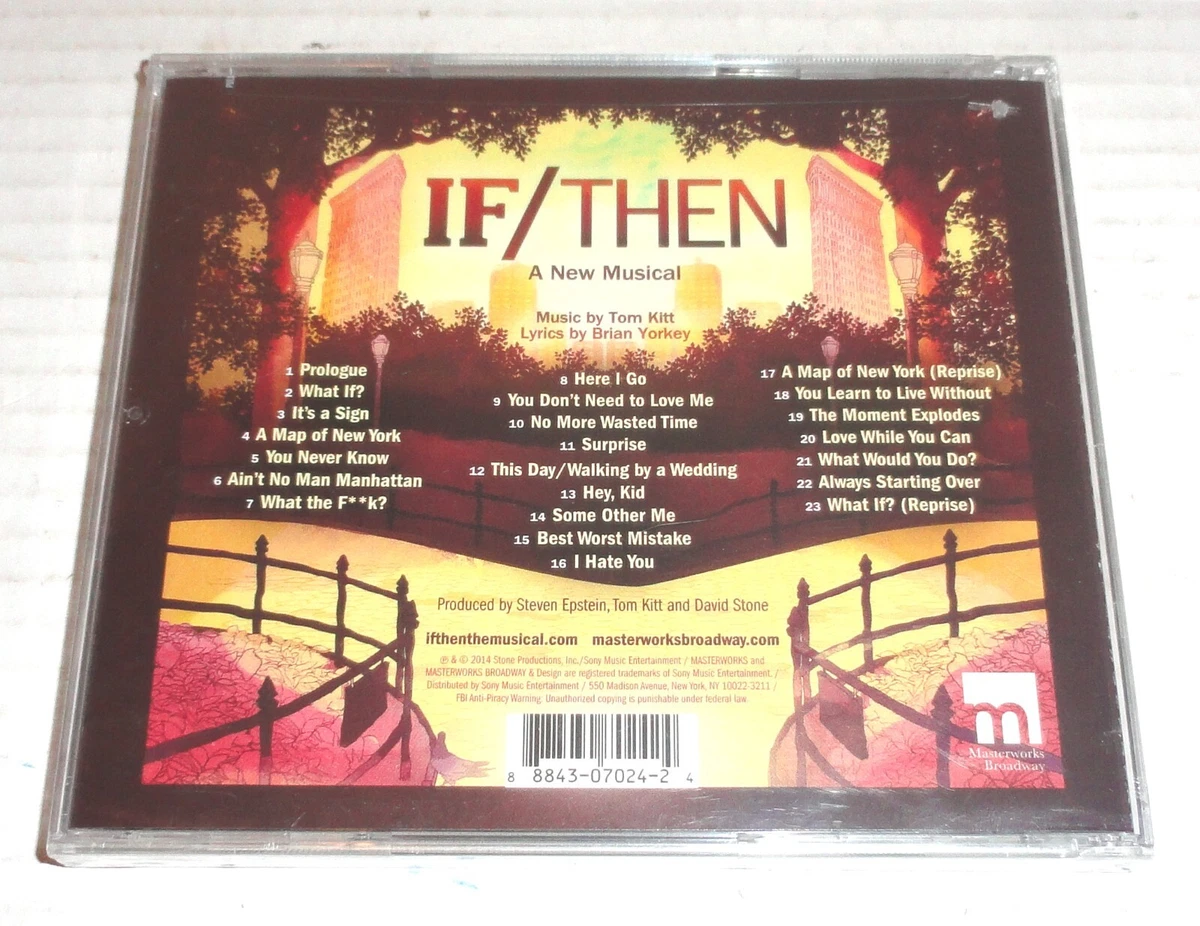 IF/THEN
A New Musical
Music by Tom Kitt
Lyrics by Brian Yorkey
1 Prologue
2 What If?
3 It's a Sign
4 A Map of New York
5 You Never Know
6 Ain't No Man Manhattan
7 What the F**k?
8 Here I Go
9 You Don't Need to Love Me
10 No More Wasted Time
11 Surprise
12 This Day/Walking by a Wedding
13 Hey, Kid
14 Some Other Me
15 Best Worst Mistake
16 I Hate You
17 A Map of New York (Reprise)
18 You Learn to Live Without
19 The Moment Explodes
20 Love While You Can
21 What Would You Do?
22 Always Starting Over
23 What If? (Reprise)
Produced by Steven Epstein, Tom Kitt and David Stone
ifthenthemusical.com masterworksbroadway.com
℗ & © 2014 Stone Productions, Inc./Sony Music Entertainment / MASTERWORKS and
MASTERWORKS BROADWAY & Design are registered trademarks of Sony Music Entertainment. /
Distributed by Sony Music Entertainment / 550 Madison Avenue, New York, NY 10022-3211 /
FBI Anti-Piracy Warning: Unauthorized copying is punishable under federal law.
8 8843-07024-2 4
m
Masterworks
Broadway